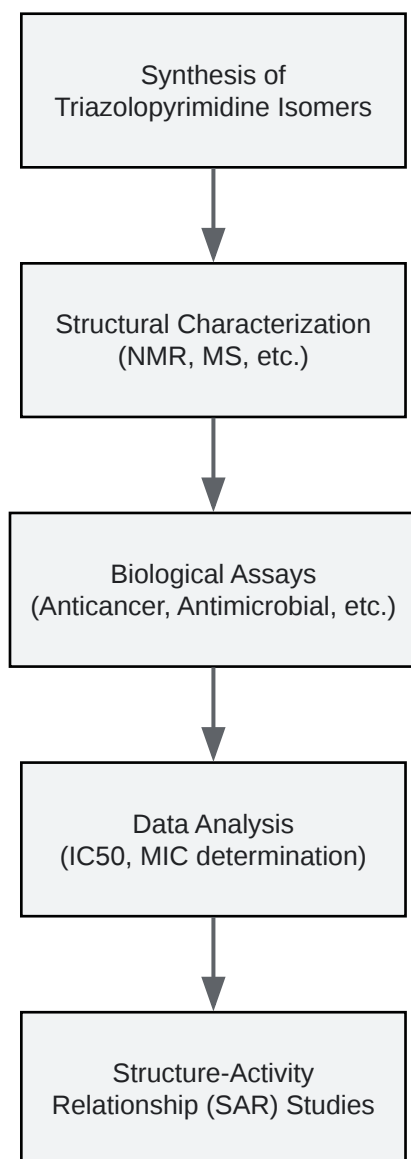 Synthesis of
Triazolopyrimidine Isomers
Structural Characterization
(NMR, MS, etc.)
Biological Assays
(Anticancer, Antimicrobial, etc.)
Data Analysis
(IC50, MIC determination)
Structure-Activity
Relationship (SAR) Studies